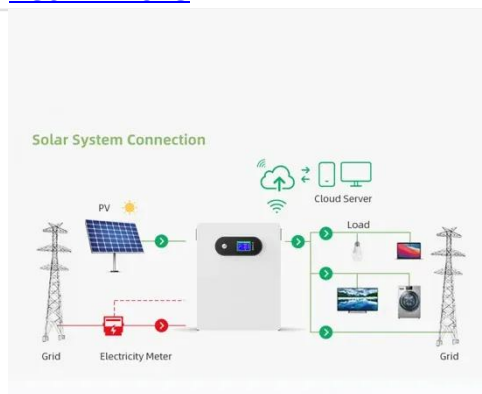 Solar System Connection
Cloud Server
PV
Load
Grid
Electricity Meter
Grid